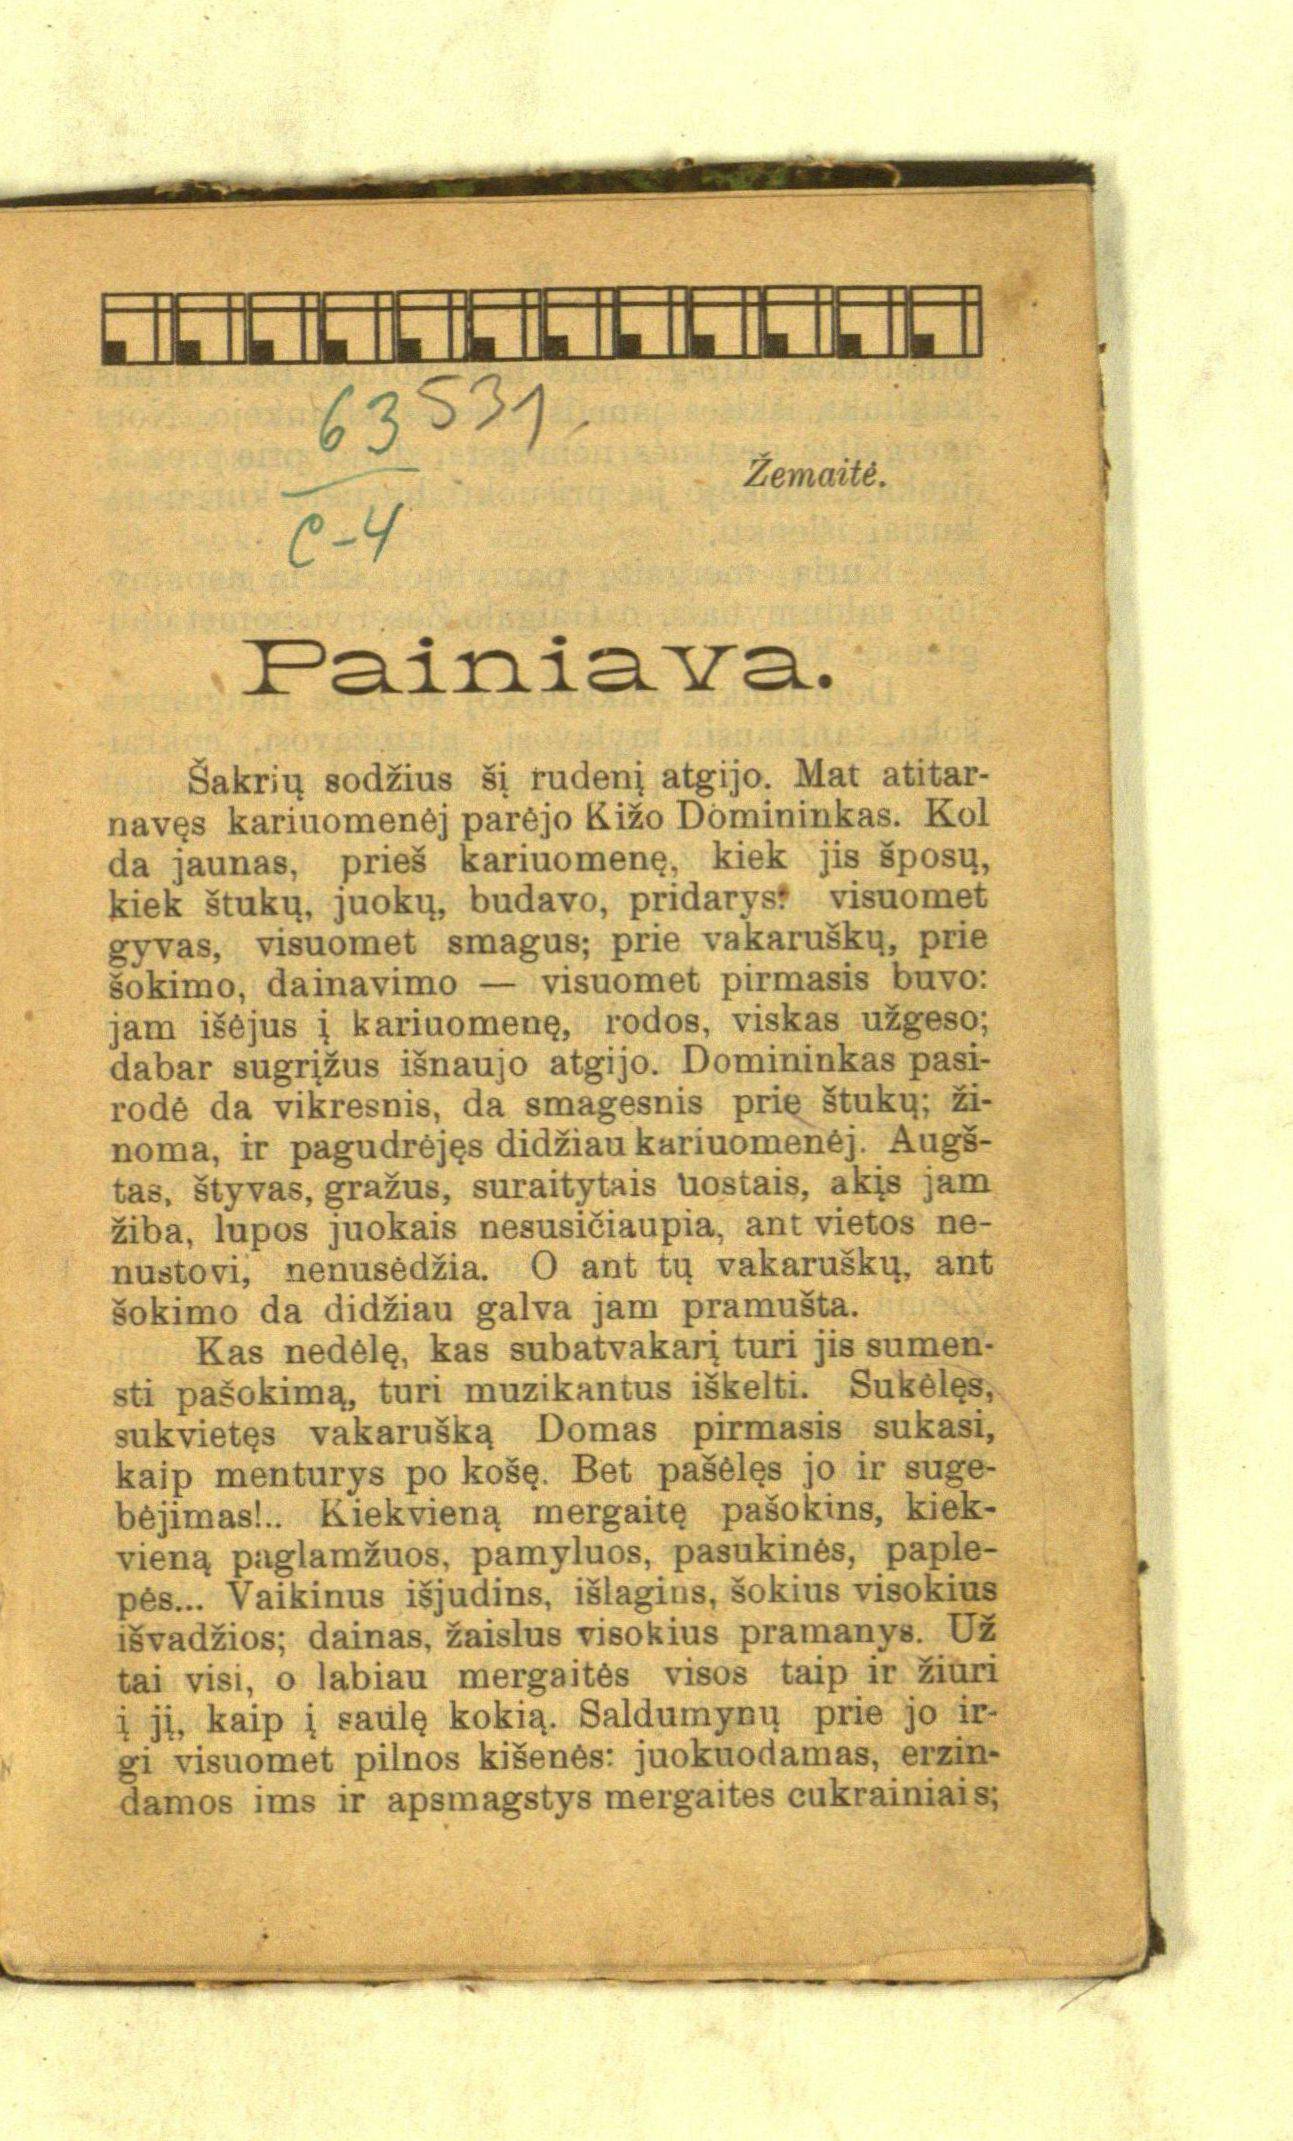 63 531
C-4
Žemaitė.
Painiava.
Šakrių sodžius šį rudenį atgijo. Mat atitar-
navęs kariuomenėj parėjo Kižo Domininkas. Kol
da jaunas, prieš kariuomenę, kiek jis šposų,
kiek štukų, juokų, budavo, pridarys: visuomet
gyvas, visuomet smagus; prie vakaruškų, prie
šokimo, dainavimo — visuomet pirmasis buvo:
jam išėjus į kariuomenę, rodos, viskas užgeso;
dabar sugrįžus išnaujo atgijo. Domininkas pasi-
rodė da vikresnis, da smagesnis prie štukų; ži-
noma, ir pagudrėjęs didžiau kariuomenėj. Augš-
tas, štyvas, gražus, suraitytais uostais, akįs jam
žiba, lupos juokais nesusičiaupia, ant vietos ne-
nustovi, nenusėdžia. O ant tų vakaruškų, ant
šokimo da didžiau galva jam pramušta.
Kas nedėlę, kas subatvakarį turi jis sumen-
sti pašokimą, turi muzikantus iškelti. Sukėlęs,
sukvietęs vakarušką Domas pirmasis sukasi,
kaip menturys po košę. Bet pašėlęs jo ir suge-
bėjimas!.. Kiekvieną mergaitę pašokins, kiek-
vieną paglamžuos, pamyluos, pasukinės, paple-
pės... Vaikinus išjudins, išlagins, šokius visokius
išvadžios; dainas, žaislus visokius pramanys. Už
tai visi, o labiau mergaitės visos taip ir žiuri
į jį, kaip į saulę kokią. Saldumynų prie jo ir-
gi visuomet pilnos kišenės: juokuodamas, erzin-
damos ims ir apsmagstys mergaites cukrainiais;